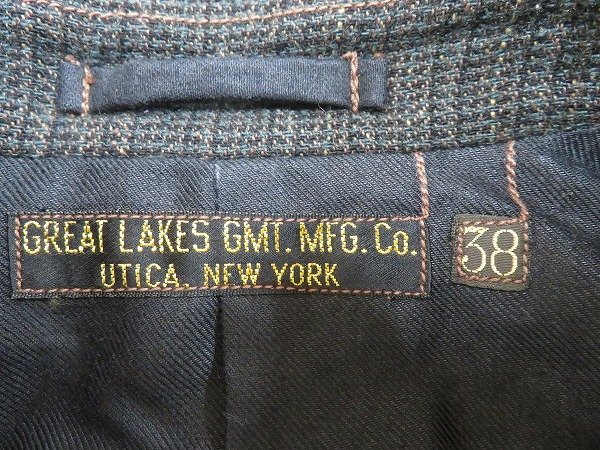 GREAT LAKES GMT. MFG. Co.
UTICA, NEW YORK
38